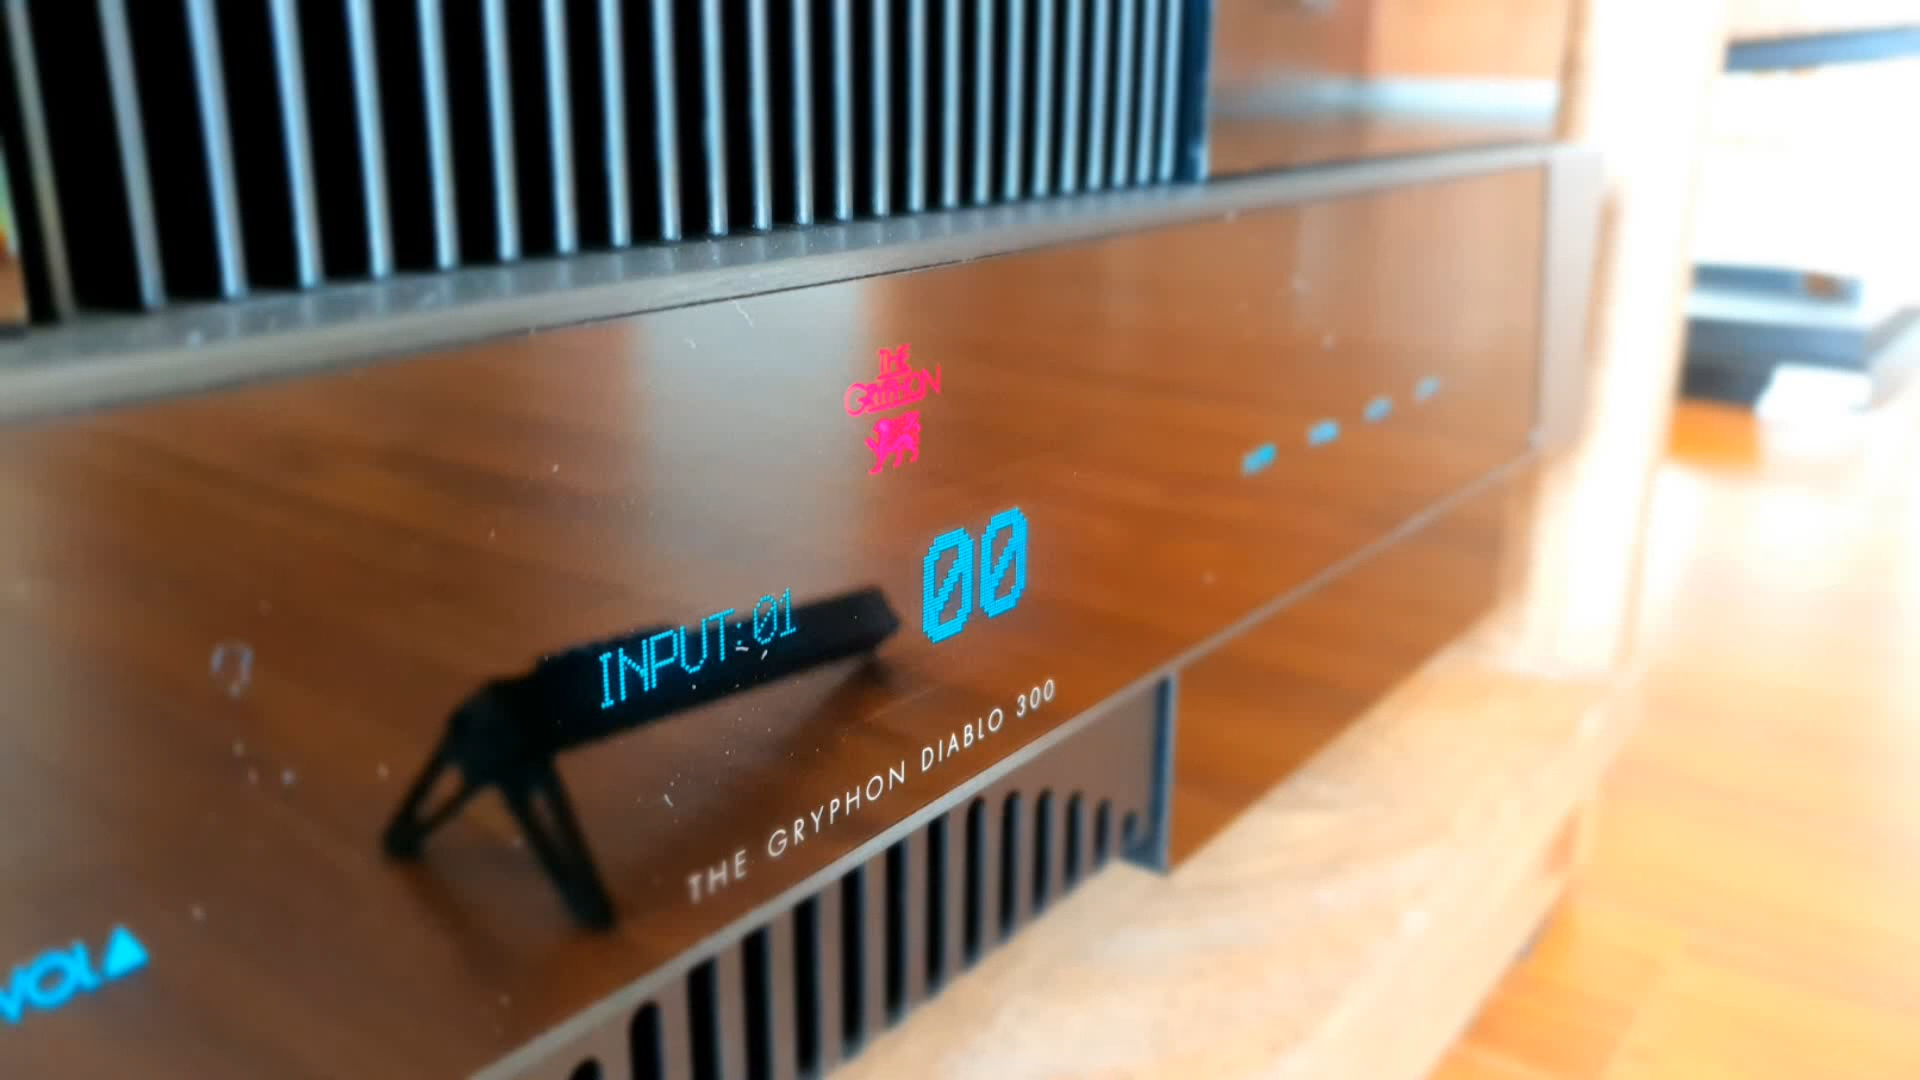 THE
GRYPHON
INPUT:01
00
THE GRYPHON DIABLO 300
VOL